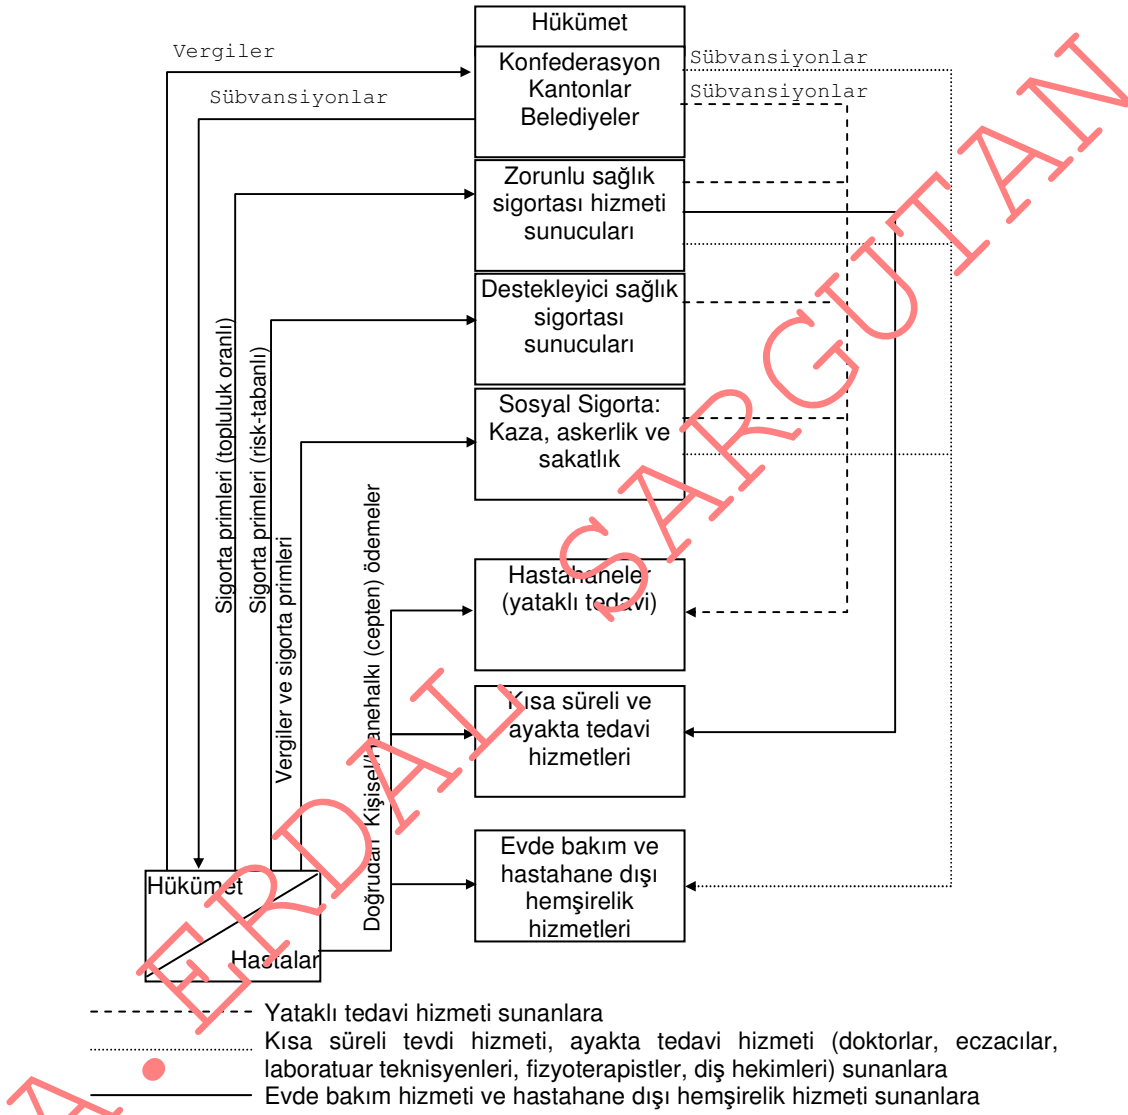 Hükümet
Vergiler
Konfederasyon
Kantonlar
Belediyeler
Sübvansiyonlar
Sübvansiyonlar
Sübvansiyonlar
Zorunlu sağlık
sigortası hizmeti
sunucuları
Destekleyici sağlık
sigortası
sunucuları
Sosyal Sigorta:
Kaza, askerlik ve
sakatlık
Sigorta primleri (topluluk oranlı)
Sigorta primleri (risk-tabanlı)
Vergiler ve sigorta primleri
Doğrudan Kişisel/Hanehalkı (cepten) ödemeler
Hastahaneler
(yataklı tedavi)
Kısa süreli ve
ayakta tedavi
hizmetleri
Evde bakım ve
hastahane dışı
hemşirelik
hizmetleri
Hükümet
Hastalar
Yataklı tedavi hizmeti sunanlara
Kısa süreli tevdi hizmeti, ayakta tedavi hizmeti (doktorlar, eczacılar,
laboratuar teknisyenleri, fizyoterapistler, diş hekimleri) sunanlara
Evde bakım hizmeti ve hastahane dışı hemşirelik hizmeti sunanlara
A. ERDAL SARGUTAN